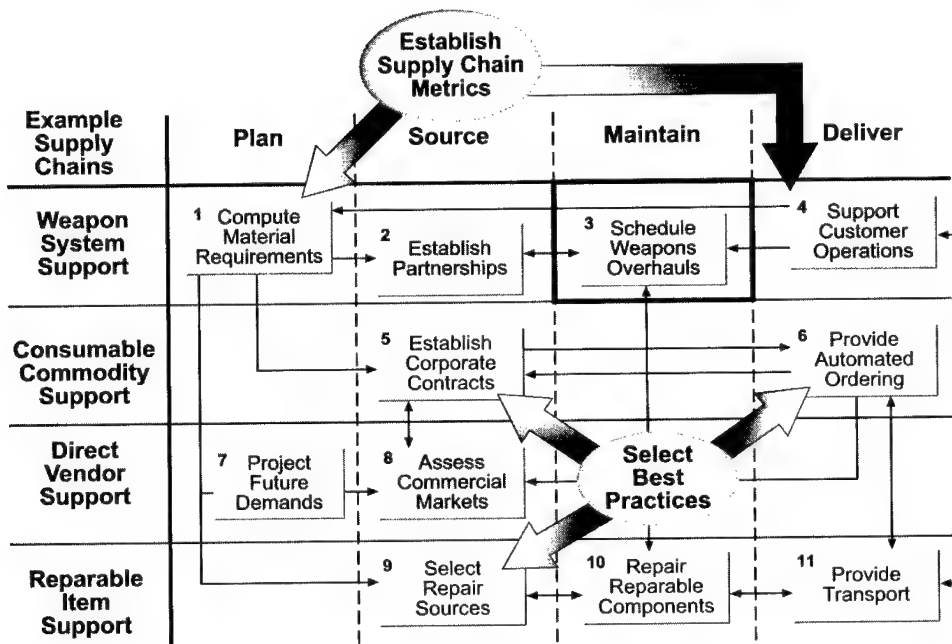 Establish
Supply Chain
Metrics
Example
Supply
Chains
Plan
Source
Maintain
Deliver
Weapon
System
Support
1 Compute
Material
Requirements
2 Establish
Partnerships
3 Schedule
Weapons
Overhauls
4 Support
Customer
Operations
Consumable
Commodity
Support
5 Establish
Corporate
Contracts
6 Provide
Automated
Ordering
Direct
Vendor
Support
7 Project
Future
Demands
8 Assess
Commercial
Markets
Select
Best
Practices
Reparable
Item
Support
9 Select
Repair
Sources
10 Repair
Reparable
Components
11 Provide
Transport